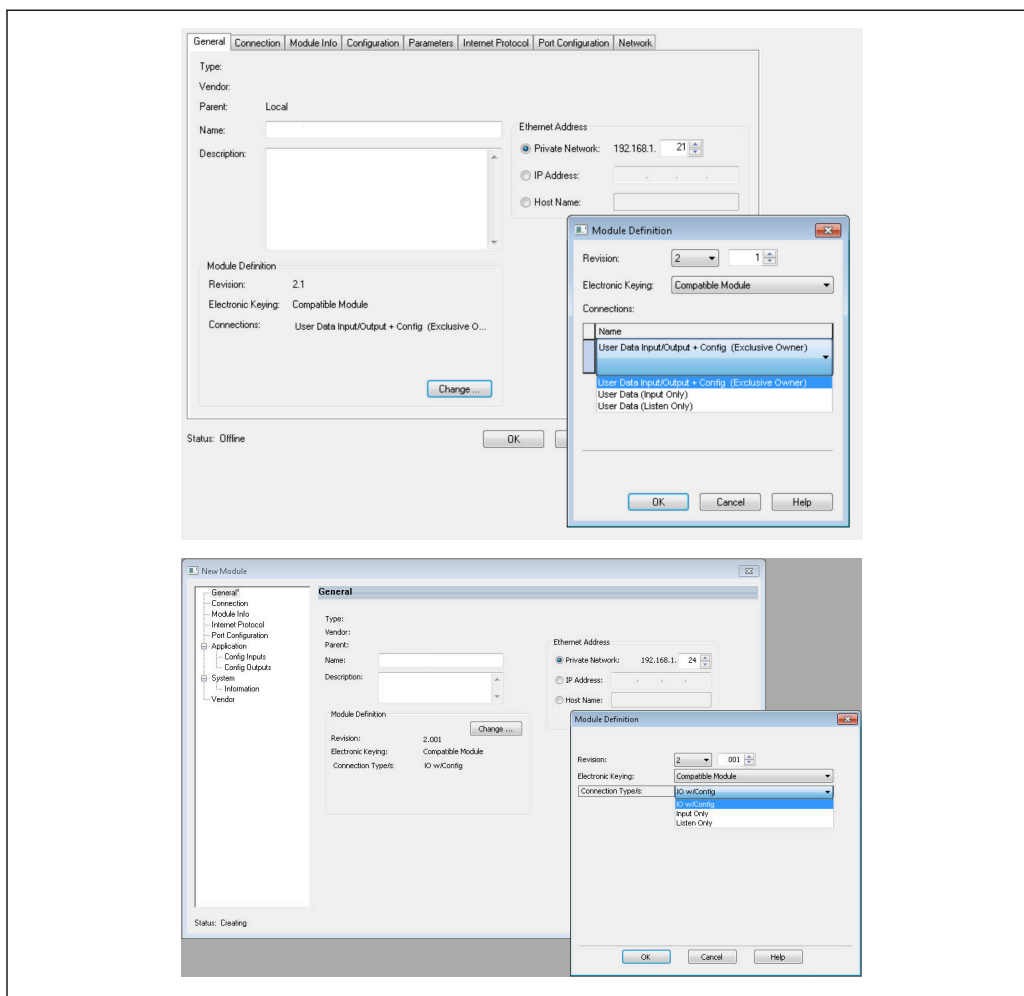 General Connection Module Info Configuration Parameters Internet Protocol Port Configuration Network
Type:
Vendor:
Parent: Local
Name:
Description:
Ethernet Address
Private Network: 192.168.1. 21
IP Address:
Host Name:
Module Definition
Revision: 2.1
Electronic Keying: Compatible Module
Connections: User Data Input/Output + Config (Exclusive O...
Change ...
Status: Offline
OK
Module Definition
Revision: 2 1
Electronic Keying: Compatible Module
Connections:
Name
User Data Input/Output + Config (Exclusive Owner)
User Data Input/Output + Config (Exclusive Owner)
User Data (Input Only)
User Data (Listen Only)
OK Cancel Help
New Module
General*
Connection
Module Info
Internet Protocol
Port Configuration
Application
Config Inputs
Config Outputs
System
Information
Vendor
Status: Creating
General
Type:
Vendor:
Parent:
Name:
Description:
Ethernet Address
Private Network: 192.168.1. 24
IP Address:
Host Name:
Module Definition
Change ...
Revision: 2.001
Electronic Keying: Compatible Module
Connection Type/s: IO w/Config
Module Definition
Revision: 2 001
Electronic Keying: Compatible Module
Connection Type/s: IO w/Config
IO w/Config
Input Only
Listen Only
OK Cancel Help